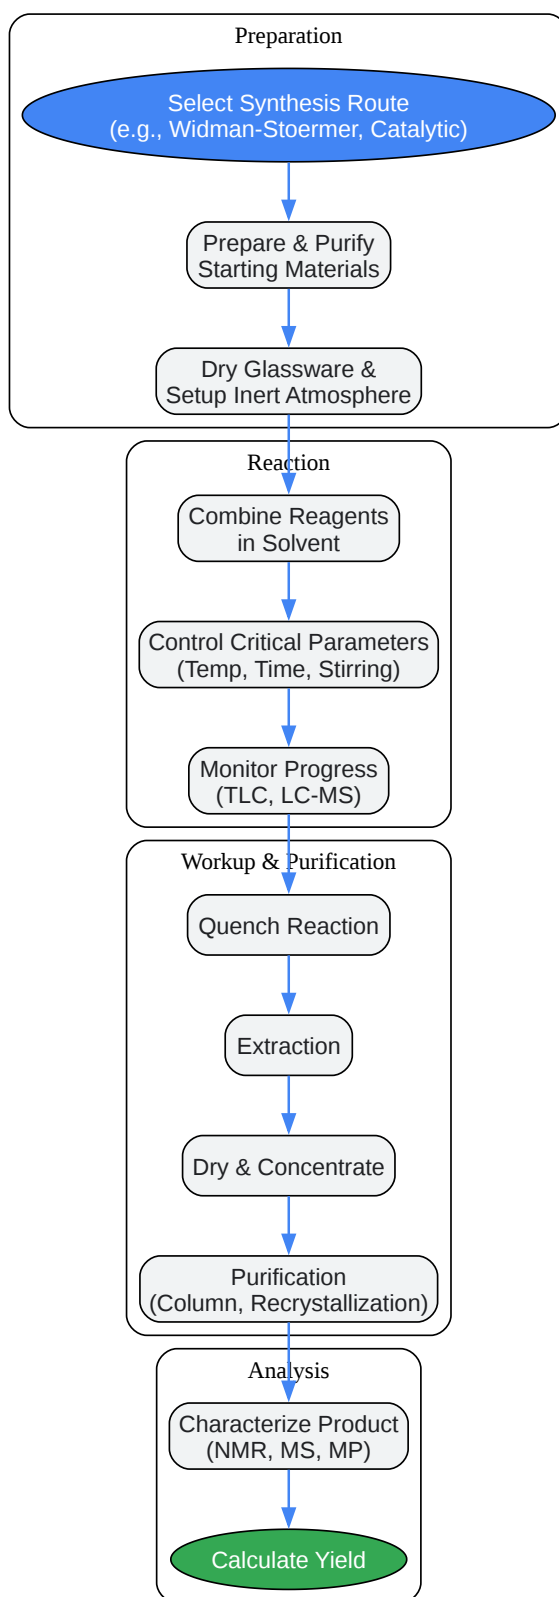 Preparation
Select Synthesis Route
(e.g., Widman-Stoermer, Catalytic)
Prepare & Purify
Starting Materials
Dry Glassware &
Setup Inert Atmosphere
Reaction
Combine Reagents
in Solvent
Control Critical Parameters
(Temp, Time, Stirring)
Monitor Progress
(TLC, LC-MS)
Workup & Purification
Quench Reaction
Extraction
Dry & Concentrate
Purification
(Column, Recrystallization)
Analysis
Characterize Product
(NMR, MS, MP)
Calculate Yield